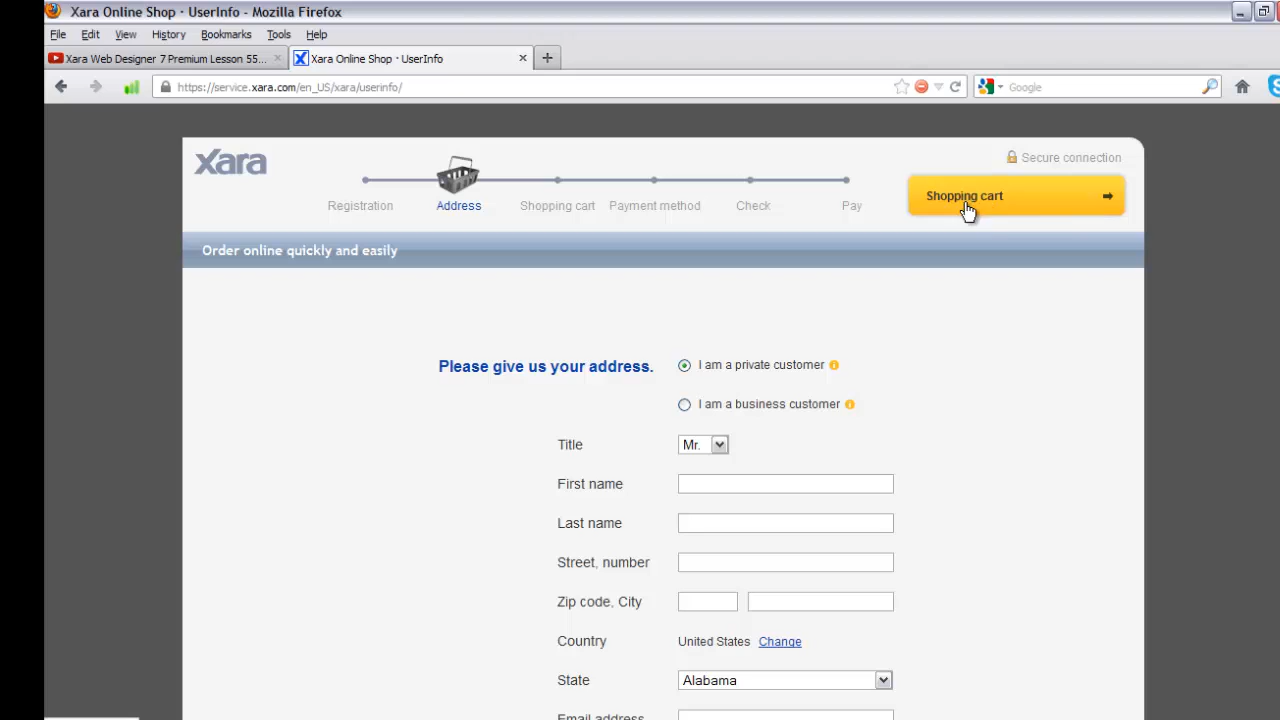 Xara Online Shop · UserInfo - Mozilla Firefox
File Edit View History Bookmarks Tools Help
Xara Web Designer 7 Premium Lesson 55... Xara Online Shop · UserInfo
https://service.xara.com/en_US/xara/userinfo/ Google
xara
Secure connection
Shopping cart
Registration Address Shopping cart Payment method Check Pay
Order online quickly and easily
Please give us your address. I am a private customer
I am a business customer
Title Mr.
First name
Last name
Street, number
Zip code, City
Country United States Change
State Alabama
Email address